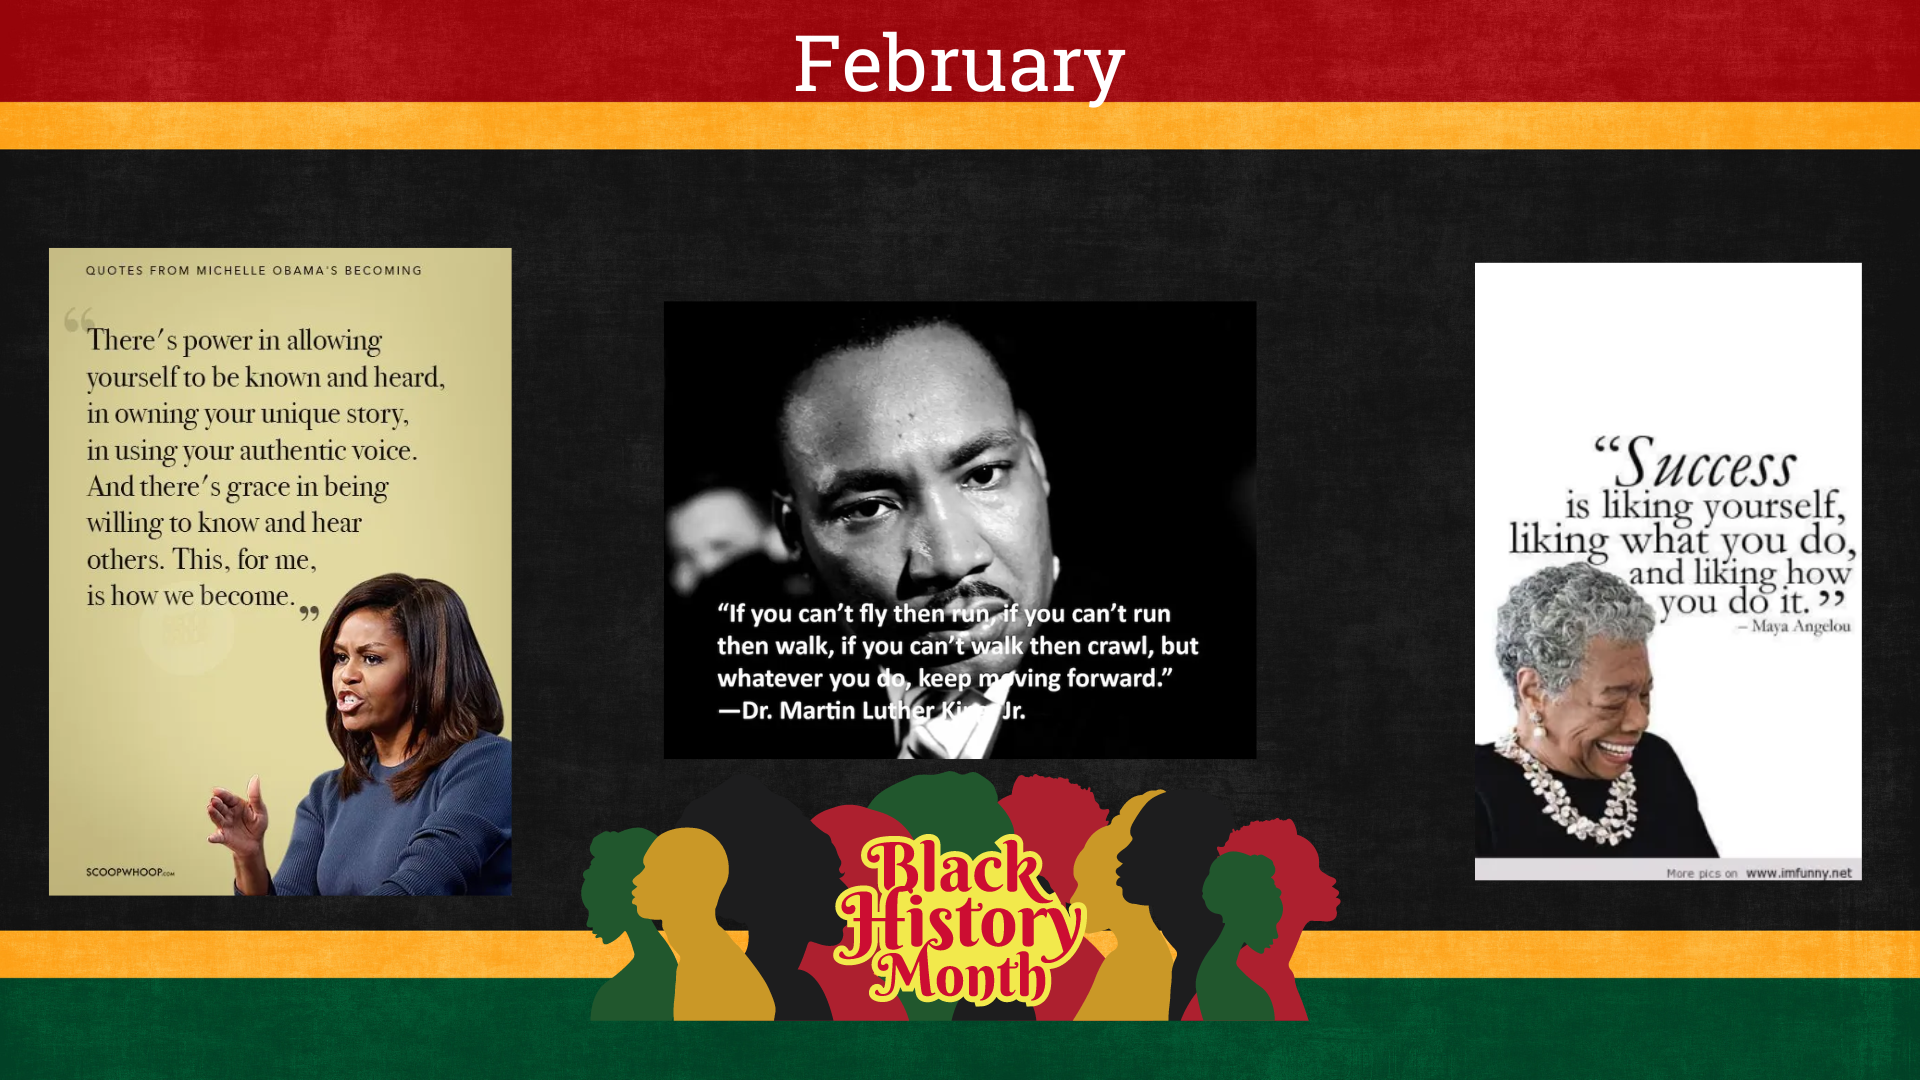 February
QUOTES FROM MICHELLE OBAMA'S BECOMING
“There's power in allowing
yourself to be known and heard,
in owning your unique story,
in using your authentic voice.
And there's grace in being
willing to know and hear
others. This, for me,
is how we become.”
SCOOPWHOOP.COM
“If you can’t fly then run, if you can’t run
then walk, if you can’t walk then crawl, but
whatever you do, keep moving forward.”
—Dr. Martin Luther King Jr.
“Success
is liking yourself,
liking what you do,
and liking how
you do it.”
– Maya Angelou
More pics on www.imfunny.net
Black
History
Month